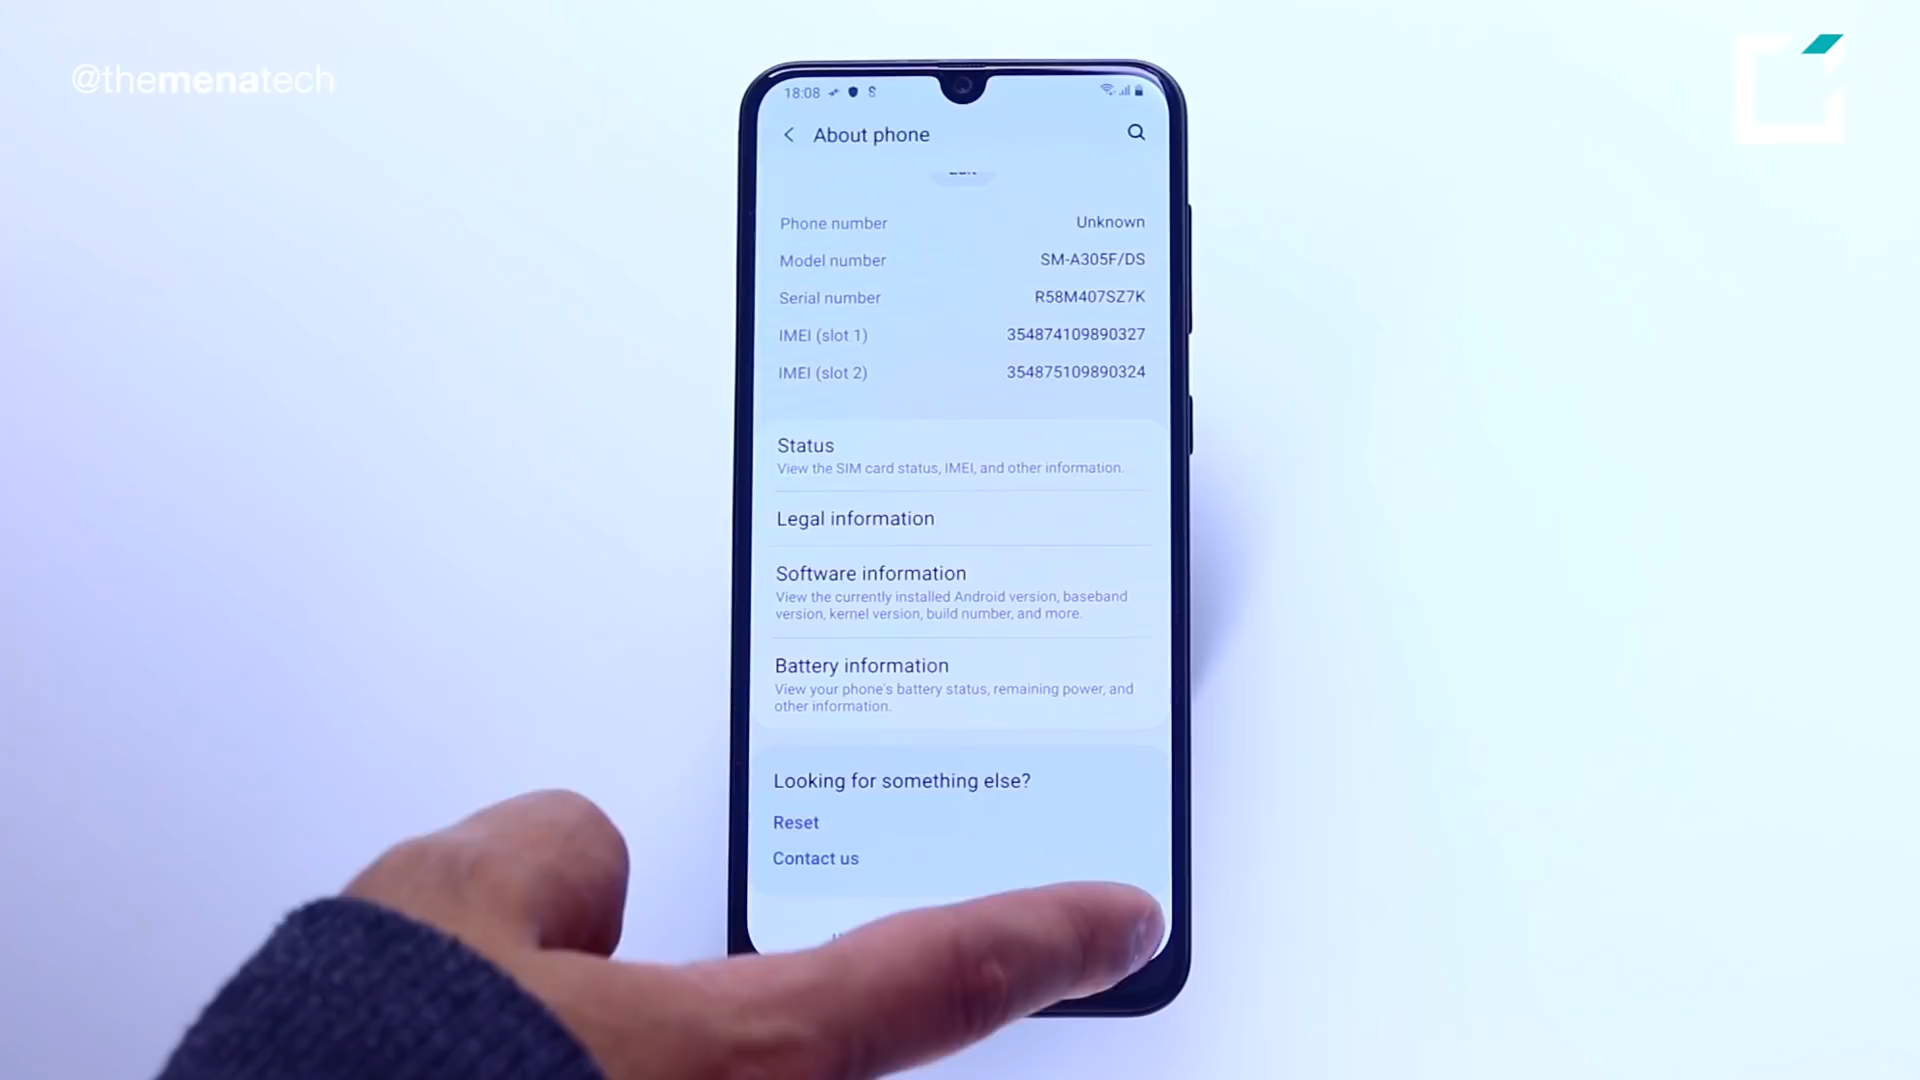 @themenatech
18:08
About phone
Phone number Unknown
Model number SM-A305F/DS
Serial number R58M407SZ7K
IMEI (slot 1) 354874109890327
IMEI (slot 2) 354875109890324
Status
View the SIM card status, IMEI, and other information.
Legal information
Software information
View the currently installed Android version, baseband
version, kernel version, build number, and more.
Battery information
View your phone's battery status, remaining power, and
other information.
Looking for something else?
Reset
Contact us